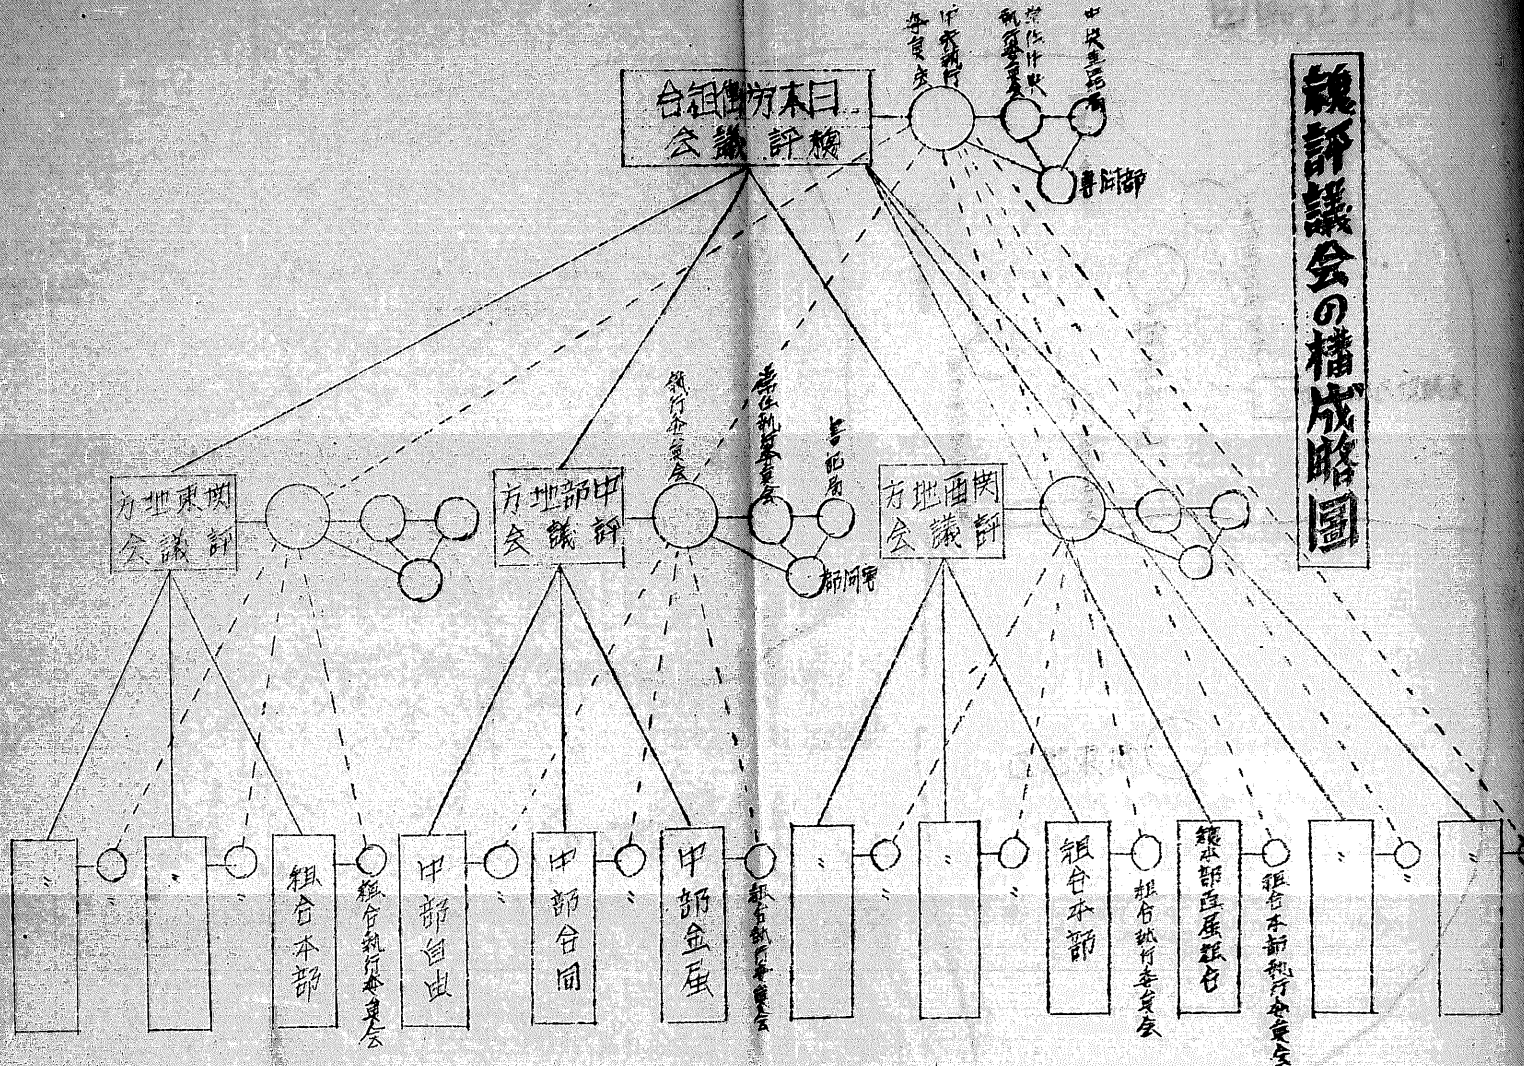 総評議会の構成略圖
日本労働組合
総評議会
中央執行
委員会
常任中央
執行委員会
中央書記局
専門部
関東地方
評議会
中部地方
評議会
執行委員会
常任執行委員会
書記局
専門部
関西地方
評議会
〃
〃
〃
〃
組合本部
組合執行委員会
中部自由
〃
中部合同
〃
中部金属
組合執行委員会
〃
〃
〃
〃
組合本部
組合執行委員会
総本部直属組合
組合本部執行委員会
〃
〃
〃